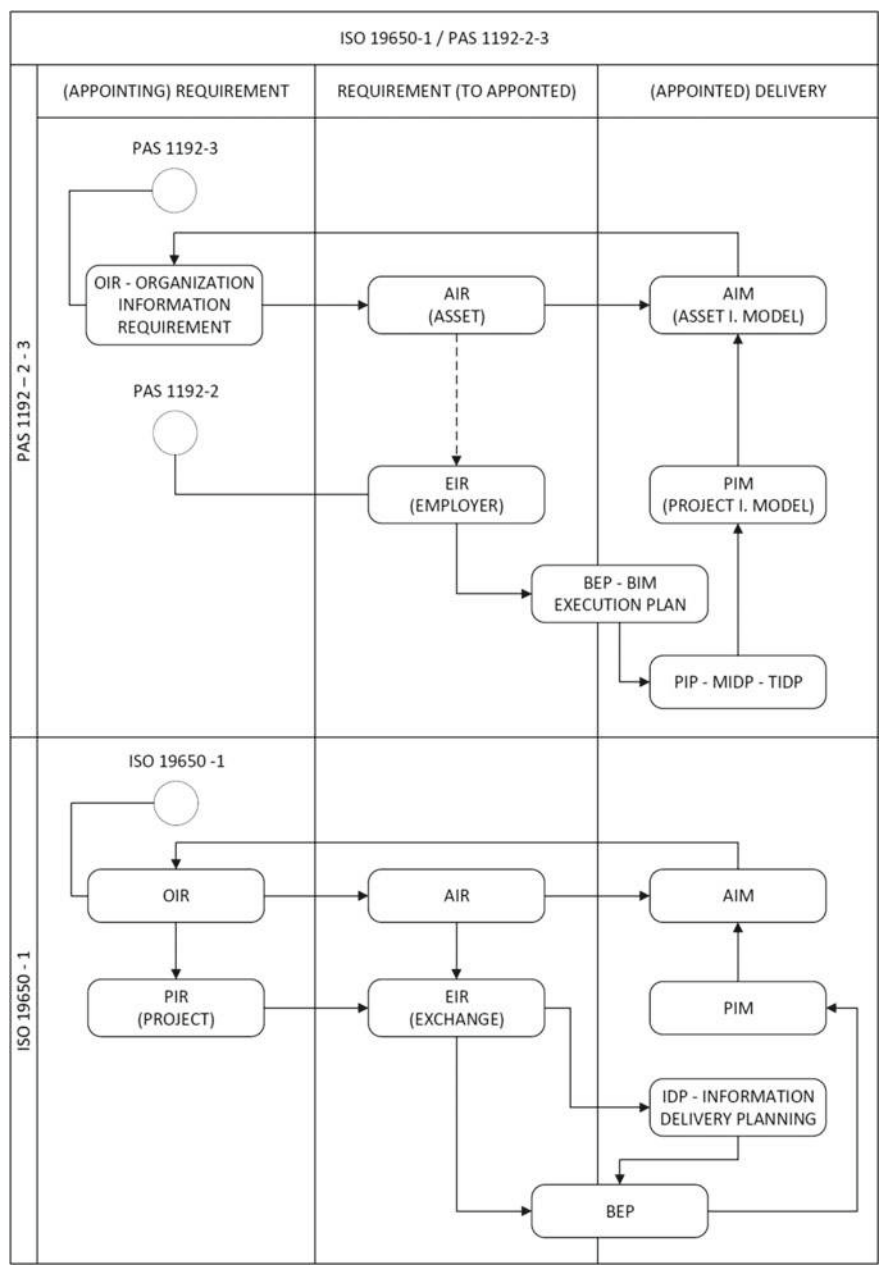 ISO 19650-1 / PAS 1192-2-3
(APPOINTING) REQUIREMENT
REQUIREMENT (TO APPONTED)
(APPOINTED) DELIVERY
PAS 1192 – 2 - 3
PAS 1192-3
OIR - ORGANIZATION
INFORMATION
REQUIREMENT
AIR
(ASSET)
AIM
(ASSET I. MODEL)
PAS 1192-2
EIR
(EMPLOYER)
PIM
(PROJECT I. MODEL)
BEP - BIM
EXECUTION PLAN
PIP - MIDP - TIDP
ISO 19650 - 1
ISO 19650 -1
OIR
AIR
AIM
PIR
(PROJECT)
EIR
(EXCHANGE)
PIM
IDP - INFORMATION
DELIVERY PLANNING
BEP